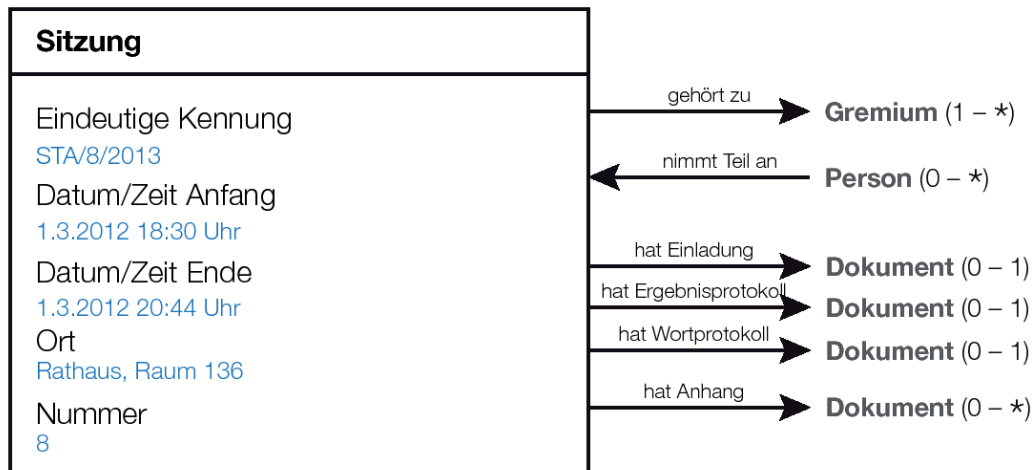 Sitzung
Eindeutige Kennung
STA/8/2013
Datum/Zeit Anfang
1.3.2012 18:30 Uhr
Datum/Zeit Ende
1.3.2012 20:44 Uhr
Ort
Rathaus, Raum 136
Nummer
8
gehört zu
Gremium (1 – *)
nimmt Teil an
Person (0 – *)
hat Einladung
Dokument (0 – 1)
hat Ergebnisprotokoll
Dokument (0 – 1)
hat Wortprotokoll
Dokument (0 – 1)
hat Anhang
Dokument (0 – *)